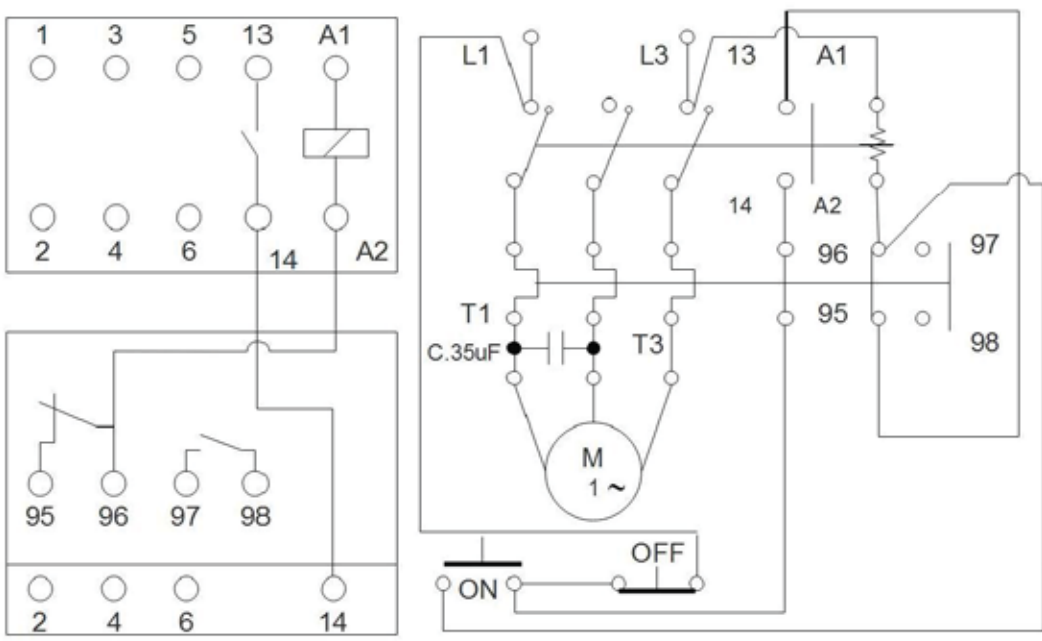 1 3 5 13 A1
2 4 6 14 A2
95 96 97 98
2 4 6 14
L1 L3 13 A1
14 A2
96 97
T1 95 98
C.35uF T3
M
1 ~
OFF
ON